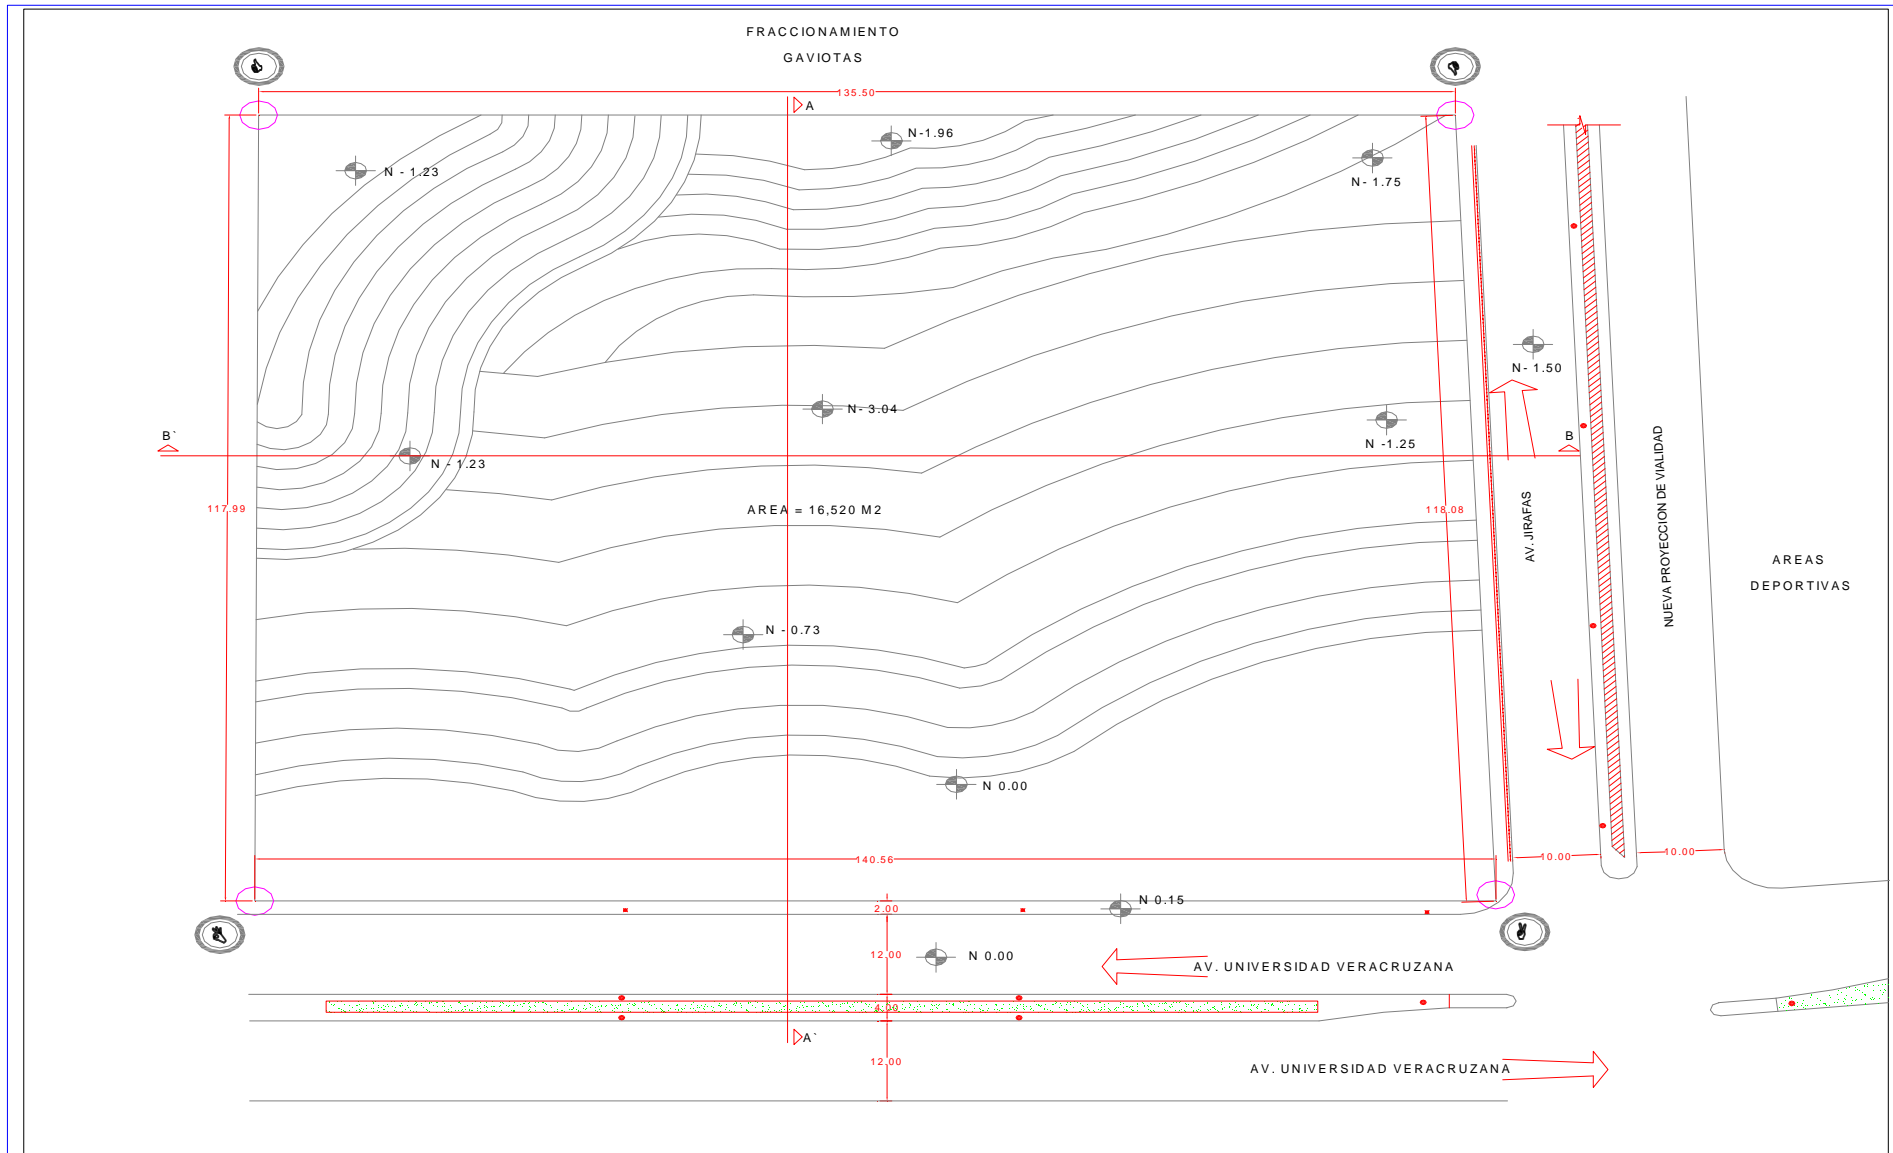 FRACCIONAMIENTO
GAVIOTAS
135.50
A
N-1.96
N - 1.23
N- 1.75
N- 1.50
N- 3.04
N -1.25
B`
B
N - 1.23
117.99
AREA = 16,520 M2
118.08
AV. JIRAFAS
NUEVA PROYECCION DE VIALIDAD
AREAS
DEPORTIVAS
N - 0.73
N 0.00
140.56
10.00
10.00
N 0.15
2.00
12.00
N 0.00
AV. UNIVERSIDAD VERACRUZANA
4.00
A`
12.00
AV. UNIVERSIDAD VERACRUZANA